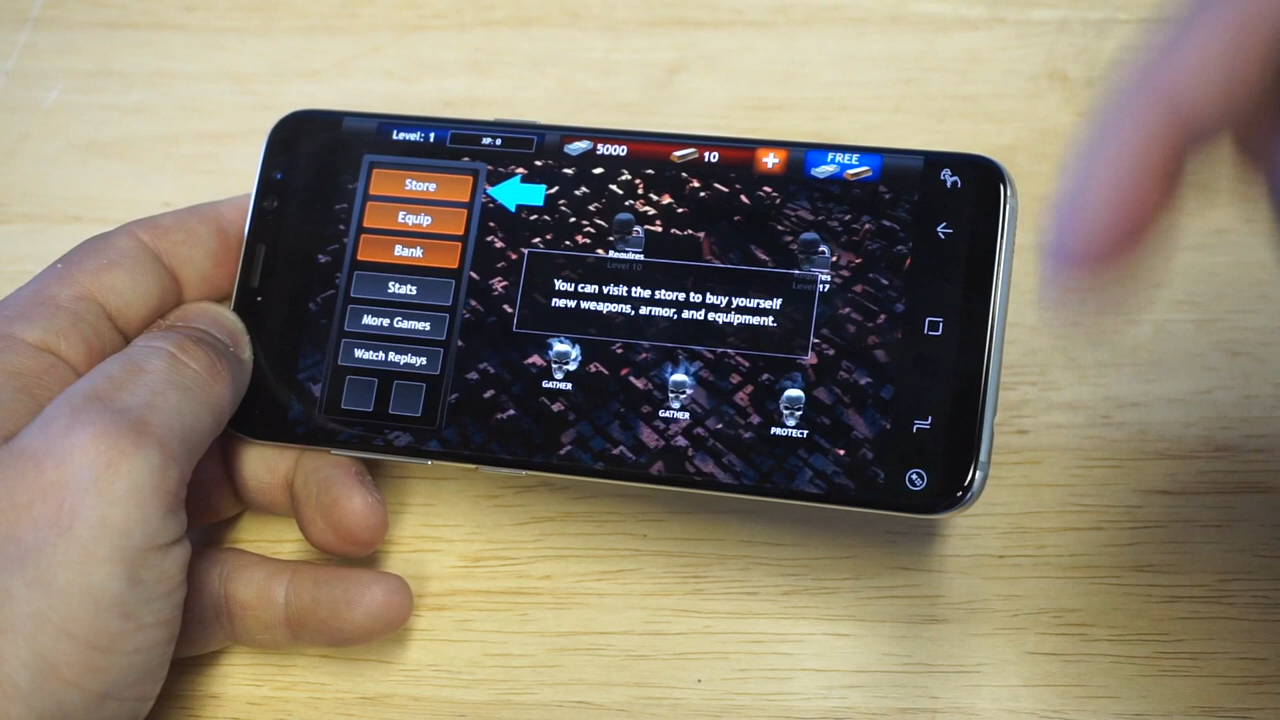 Level: 1
XP: 0
5000
10
FREE
Store
Equip
Bank
Stats
More Games
Watch Replays
Requires
Level 10
Requires
Level 17
You can visit the store to buy yourself
new weapons, armor, and equipment.
GATHER
GATHER
PROTECT